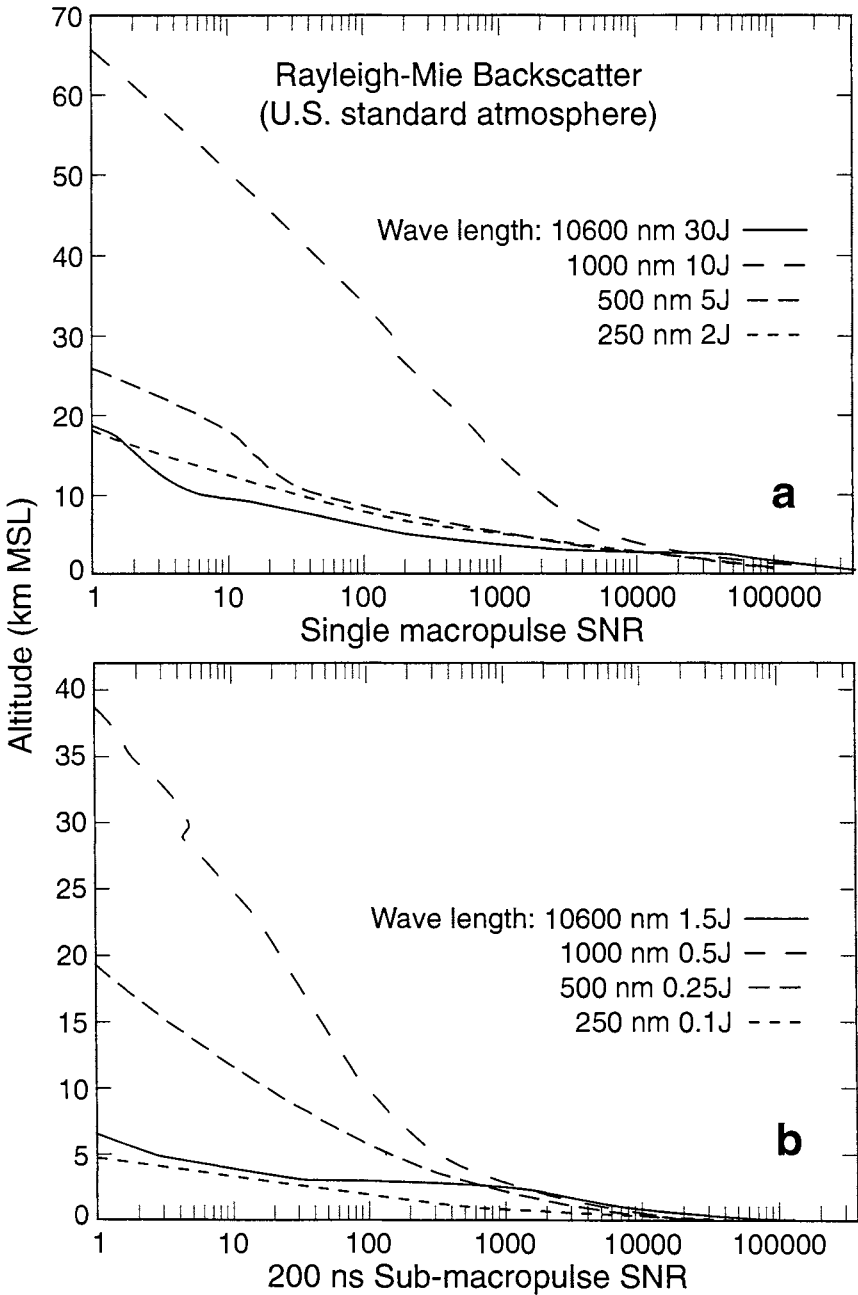 70
60
50
40
30
20
10
0
Rayleigh-Mie Backscatter
(U.S. standard atmosphere)
Wave length: 10600 nm 30J
1000 nm 10J
500 nm 5J
250 nm 2J
a
1 10 100 1000 10000 100000
Single macropulse SNR
Altitude (km MSL)
40
35
30
25
20
15
10
5
0
Wave length: 10600 nm 1.5J
1000 nm 0.5J
500 nm 0.25J
250 nm 0.1J
b
1 10 100 1000 10000 100000
200 ns Sub-macropulse SNR